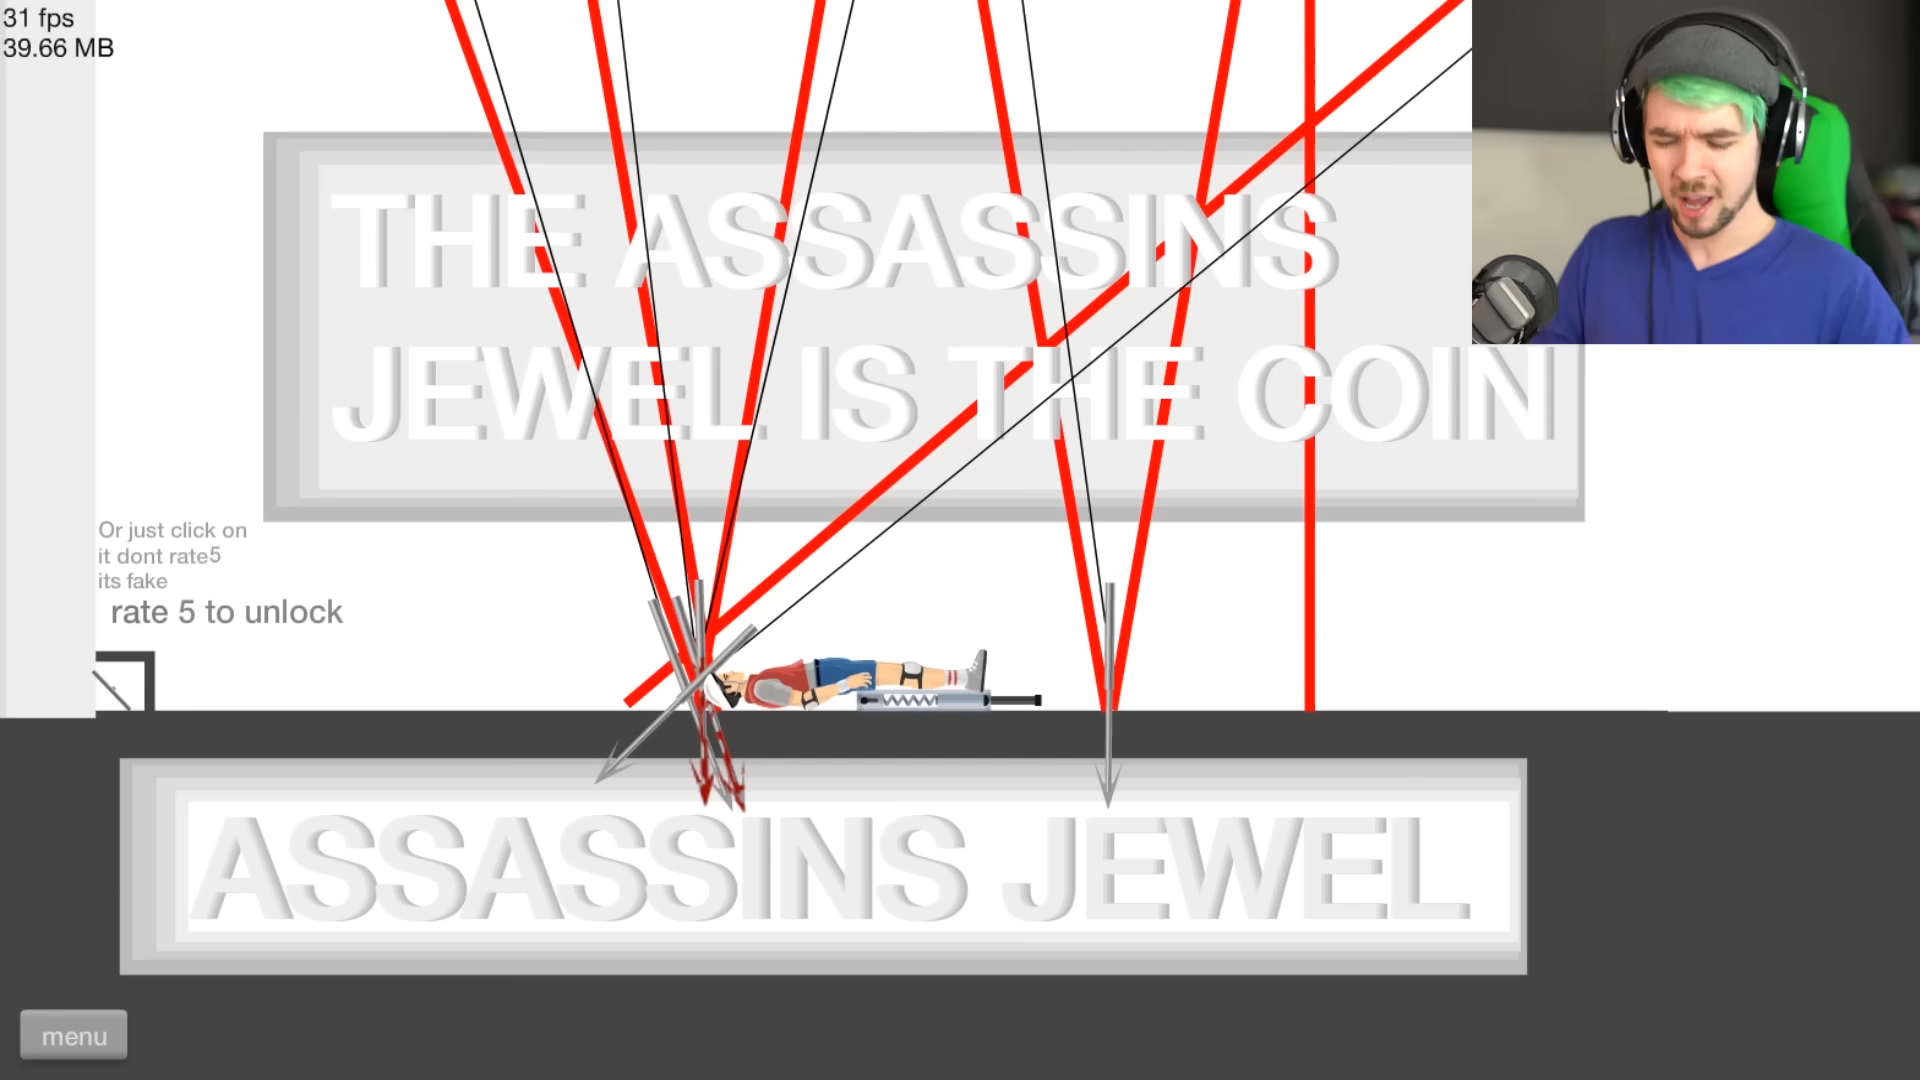 31 fps
39.66 MB
THE ASSASSINS
JEWEL IS THE COIN
Or just click on
it dont rate5
its fake
rate 5 to unlock
ASSASSINS JEWEL
menu